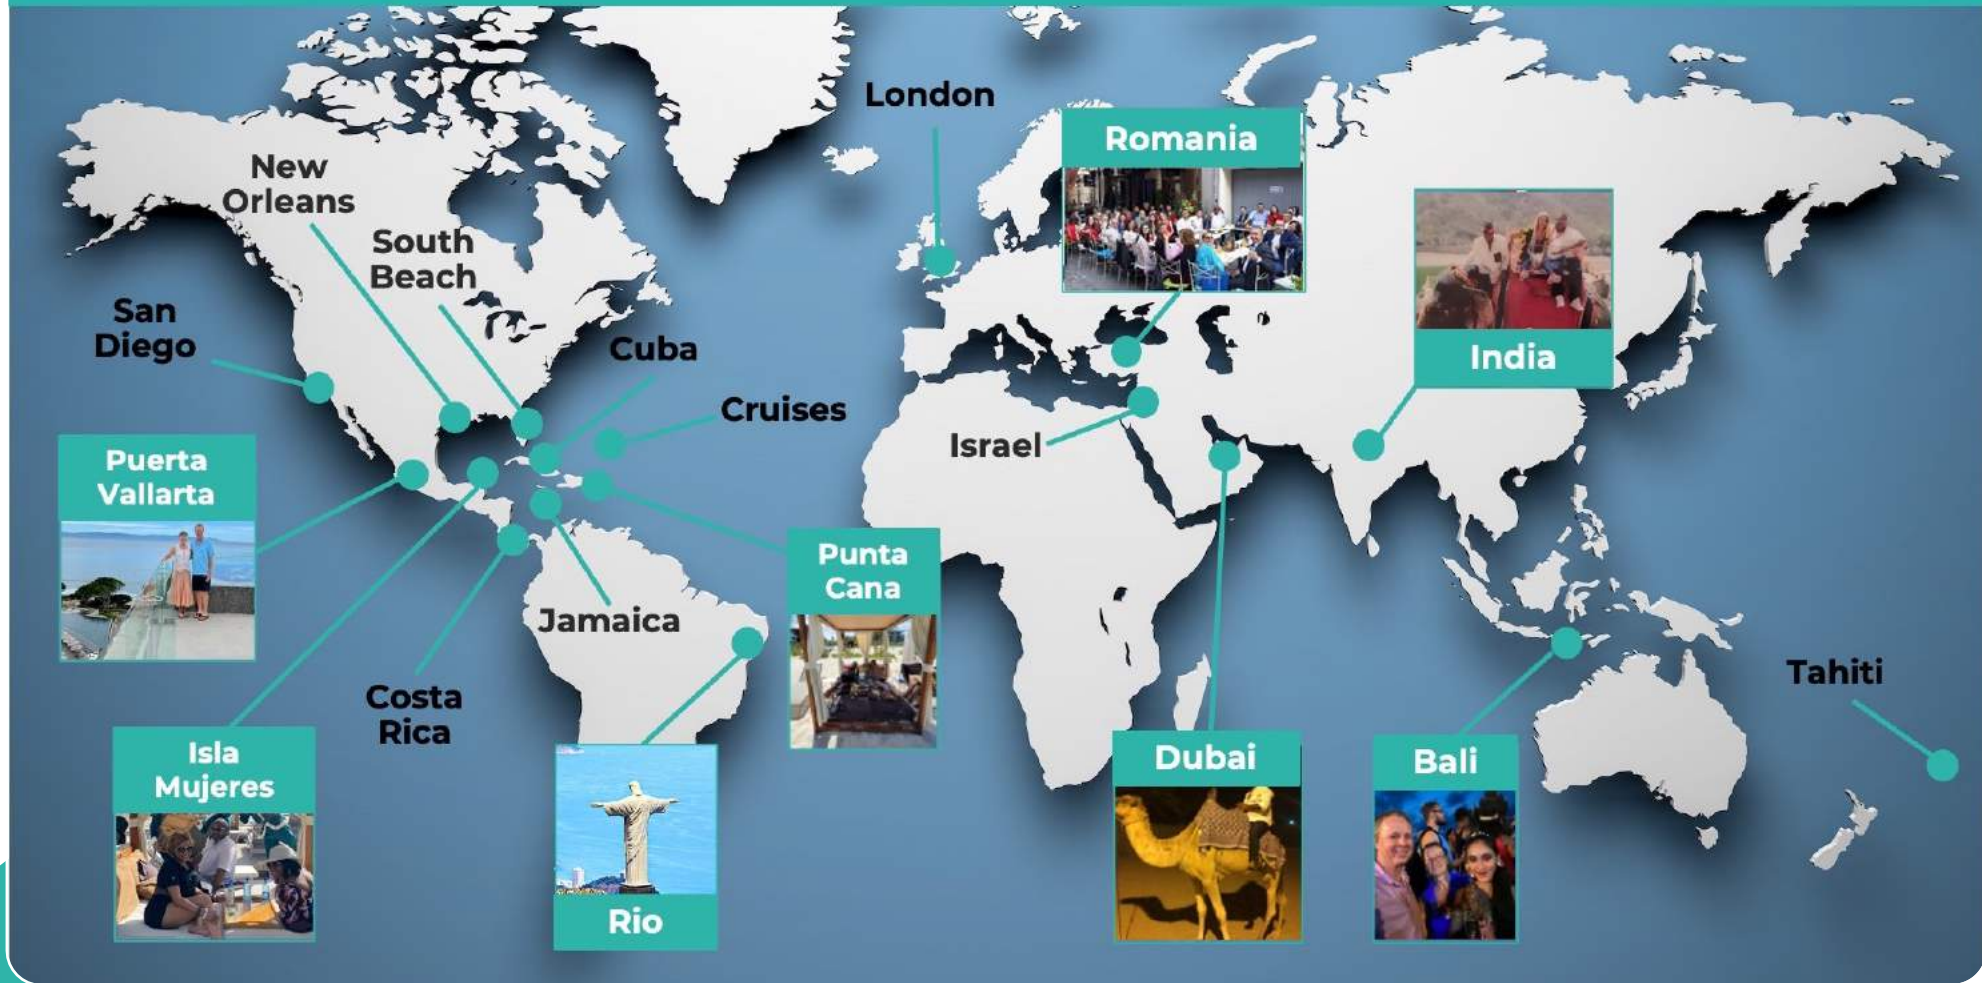 London
Romania
New
Orleans
South
Beach
San
Diego
Cuba
India
Cruises
Israel
Puerta
Vallarta
Punta
Cana
Jamaica
Tahiti
Costa
Rica
Isla
Mujeres
Dubai
Bali
Rio